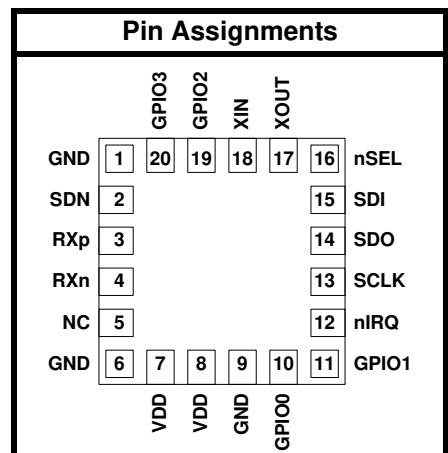 Pin Assignments
GPIO3 GPIO2 XIN XOUT
GND 1 20 19 18 17 16 nSEL
SDN 2 15 SDI
RXp 3 14 SDO
RXn 4 13 SCLK
NC 5 12 nIRQ
GND 6 7 8 9 10 11 GPIO1
VDD VDD GND GPIO0